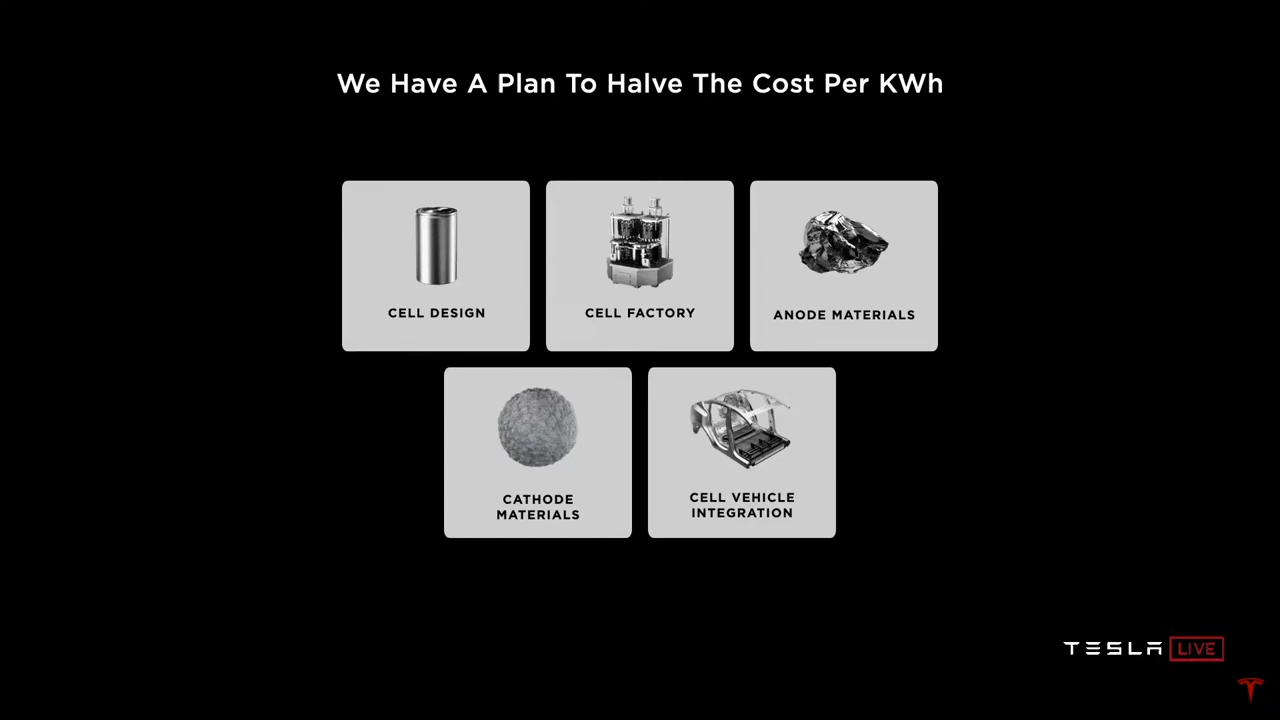 We Have A Plan To Halve The Cost Per KWh
CELL DESIGN
CELL FACTORY
ANODE MATERIALS
CATHODE
MATERIALS
CELL VEHICLE
INTEGRATION
TESLA LIVE